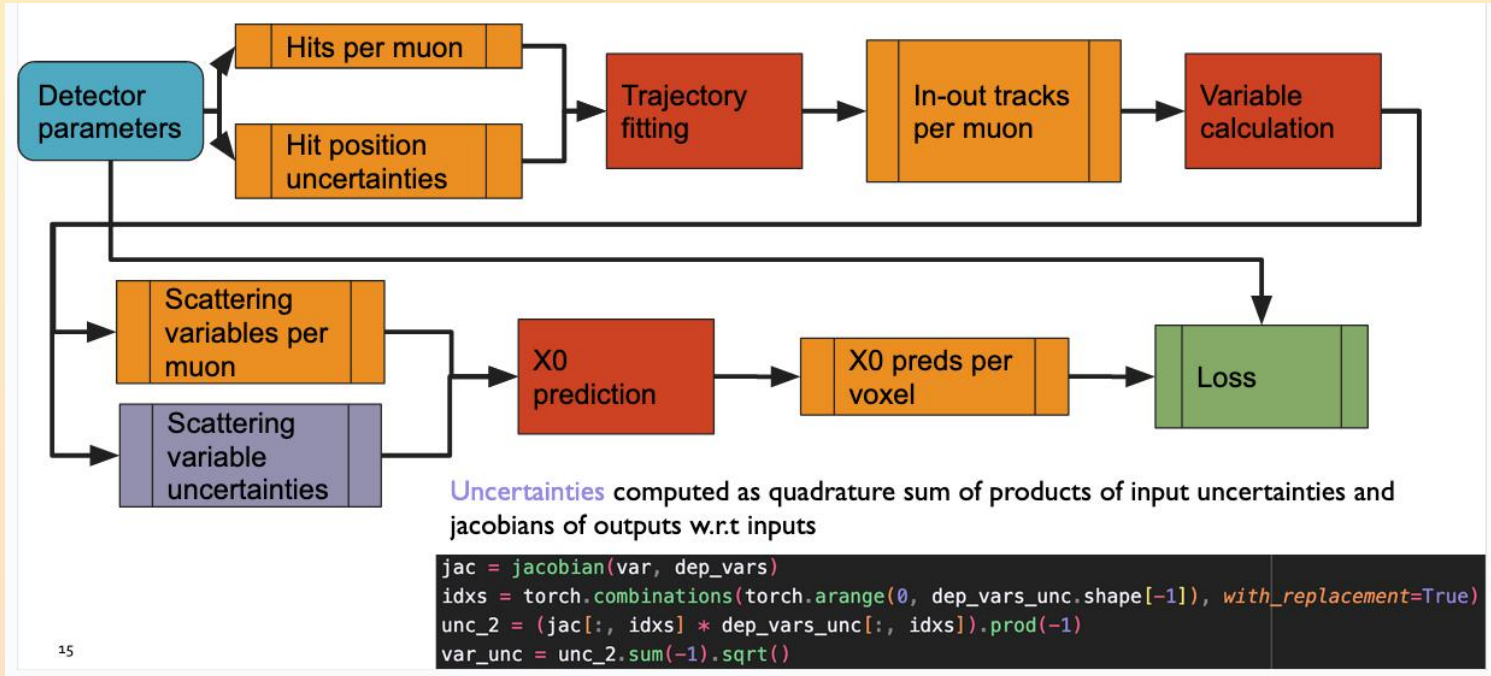 Detector
parameters
Hits per muon
Hit position
uncertainties
Trajectory
fitting
In-out tracks
per muon
Variable
calculation
Scattering
variables per
muon
Scattering
variable
uncertainties
X0
prediction
X0 preds per
voxel
Loss
Uncertainties computed as quadrature sum of products of input uncertainties and
jacobians of outputs w.r.t inputs
jac = jacobian(var, dep_vars)
idxs = torch.combinations(torch.arange(0, dep_vars_unc.shape[-1]), with_replacement=True)
unc_2 = (jac[:, idxs] * dep_vars_unc[:, idxs]).prod(-1)
var_unc = unc_2.sum(-1).sqrt()
15